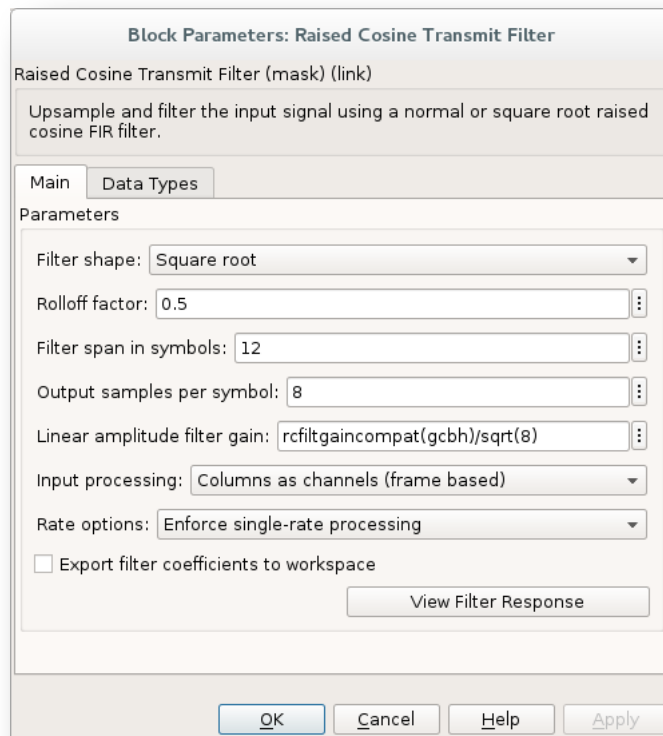 Block Parameters: Raised Cosine Transmit Filter
Raised Cosine Transmit Filter (mask) (link)
Upsample and filter the input signal using a normal or square root raised
cosine FIR filter.
Main Data Types
Parameters
Filter shape: Square root
Rolloff factor: 0.5
Filter span in symbols: 12
Output samples per symbol: 8
Linear amplitude filter gain: rcfiltgaincompat(gcbh)/sqrt(8)
Input processing: Columns as channels (frame based)
Rate options: Enforce single-rate processing
Export filter coefficients to workspace
View Filter Response
OK Cancel Help Apply